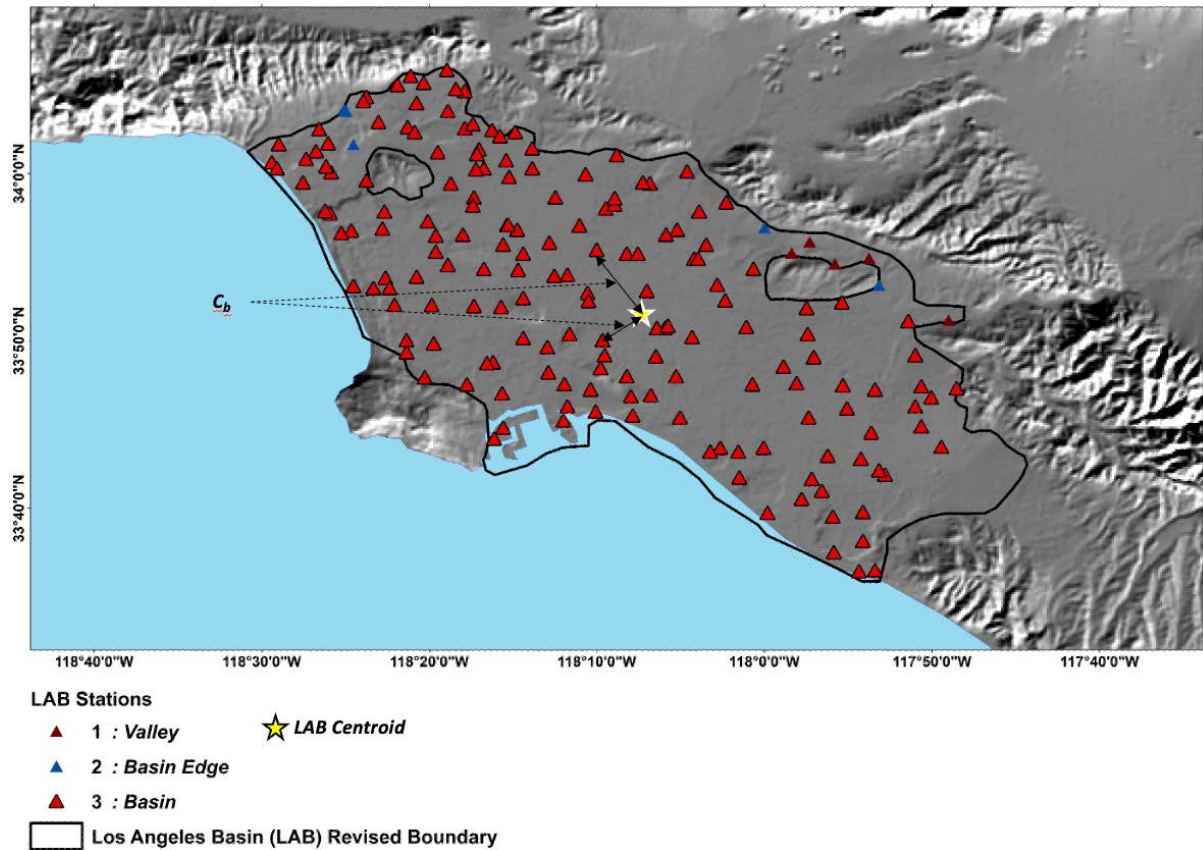 34°0'0"N
33°50'0"N
33°40'0"N
C_b
118°40'0"W 118°30'0"W 118°20'0"W 118°10'0"W 118°0'0"W 117°50'0"W 117°40'0"W
LAB Stations
1 : Valley
LAB Centroid
2 : Basin Edge
3 : Basin
Los Angeles Basin (LAB) Revised Boundary